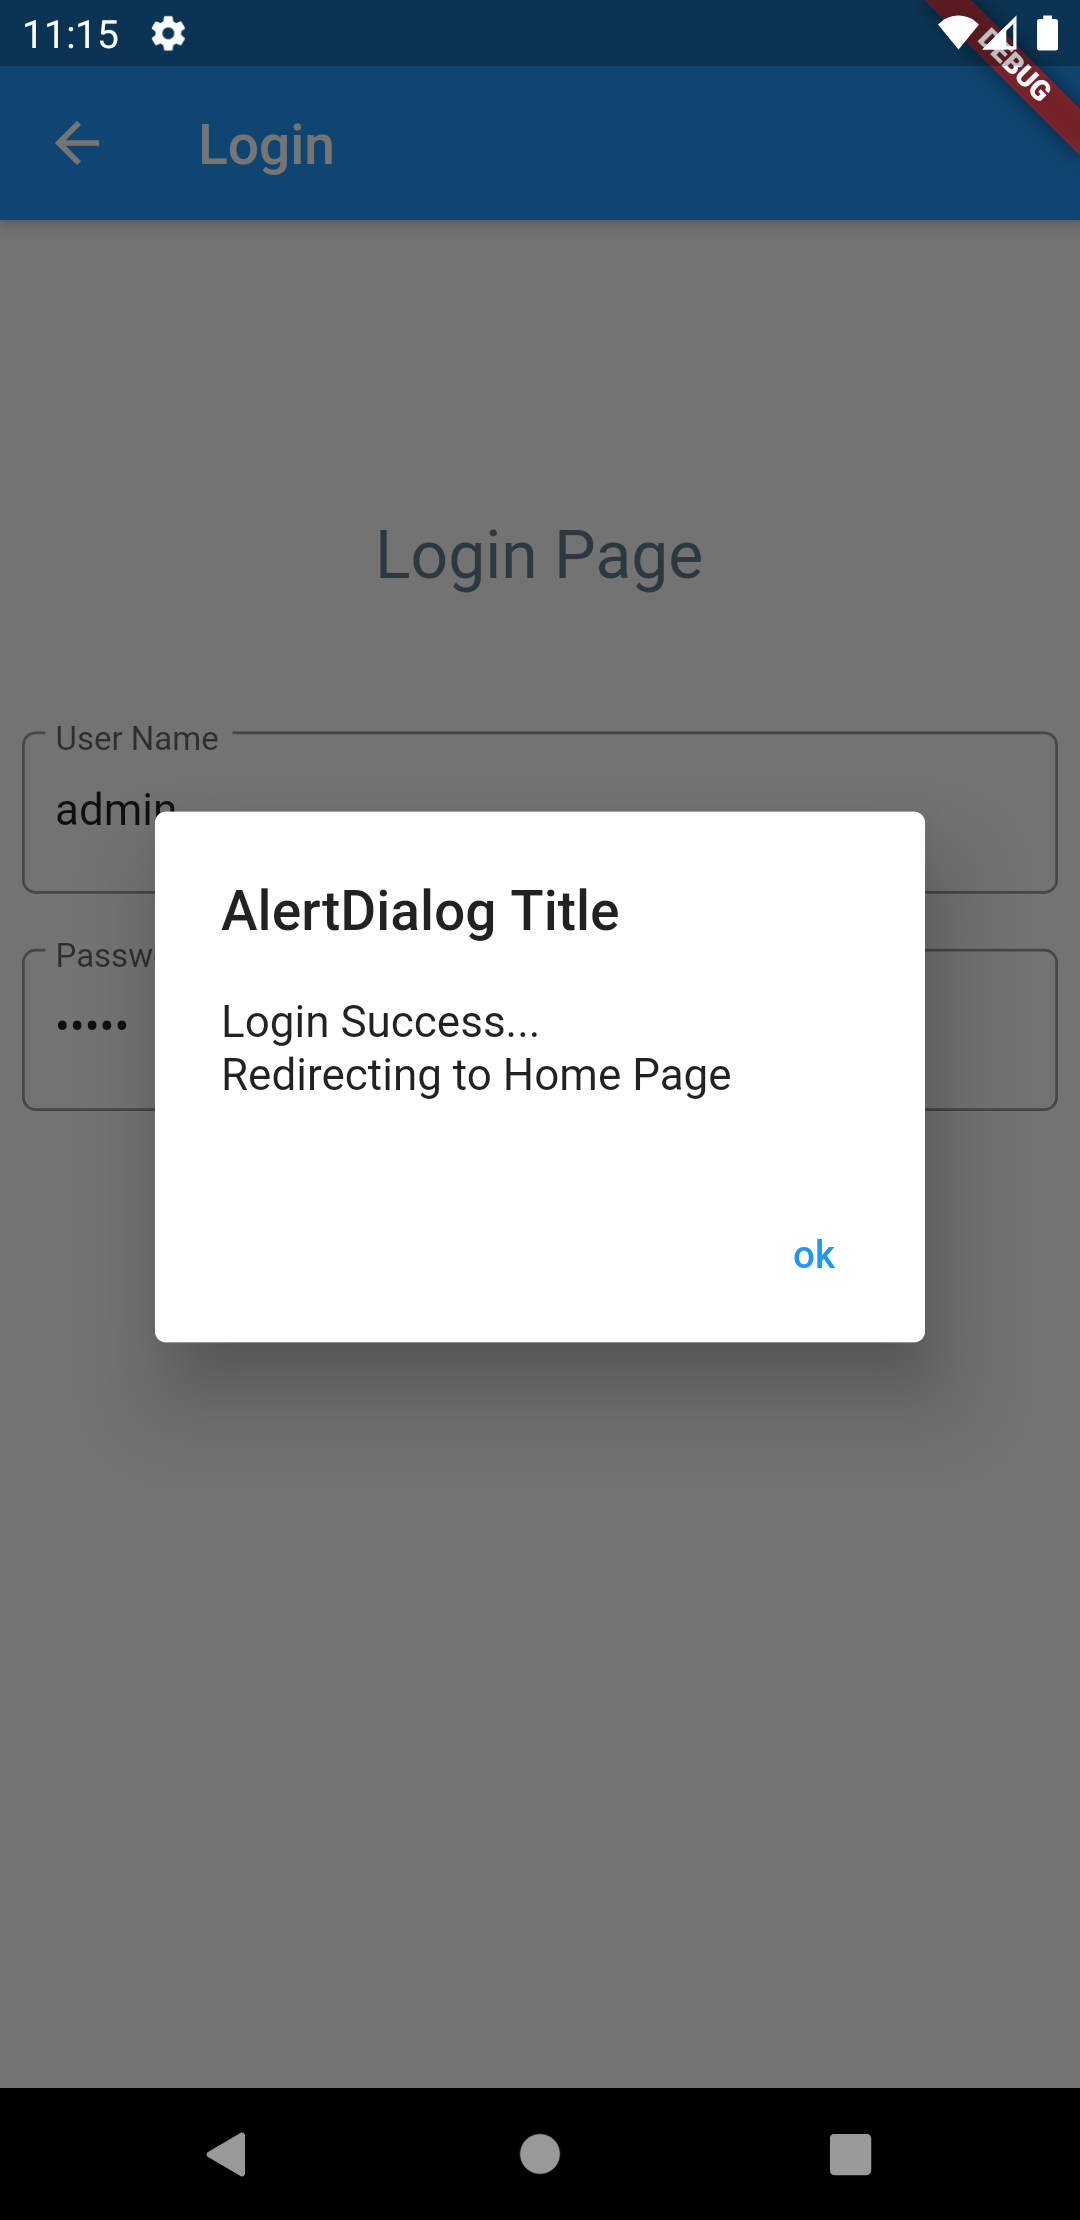 11:15
DEBUG
Login
Login Page
User Name
admin
Passw
•••••
AlertDialog Title
Login Success...
Redirecting to Home Page
ok